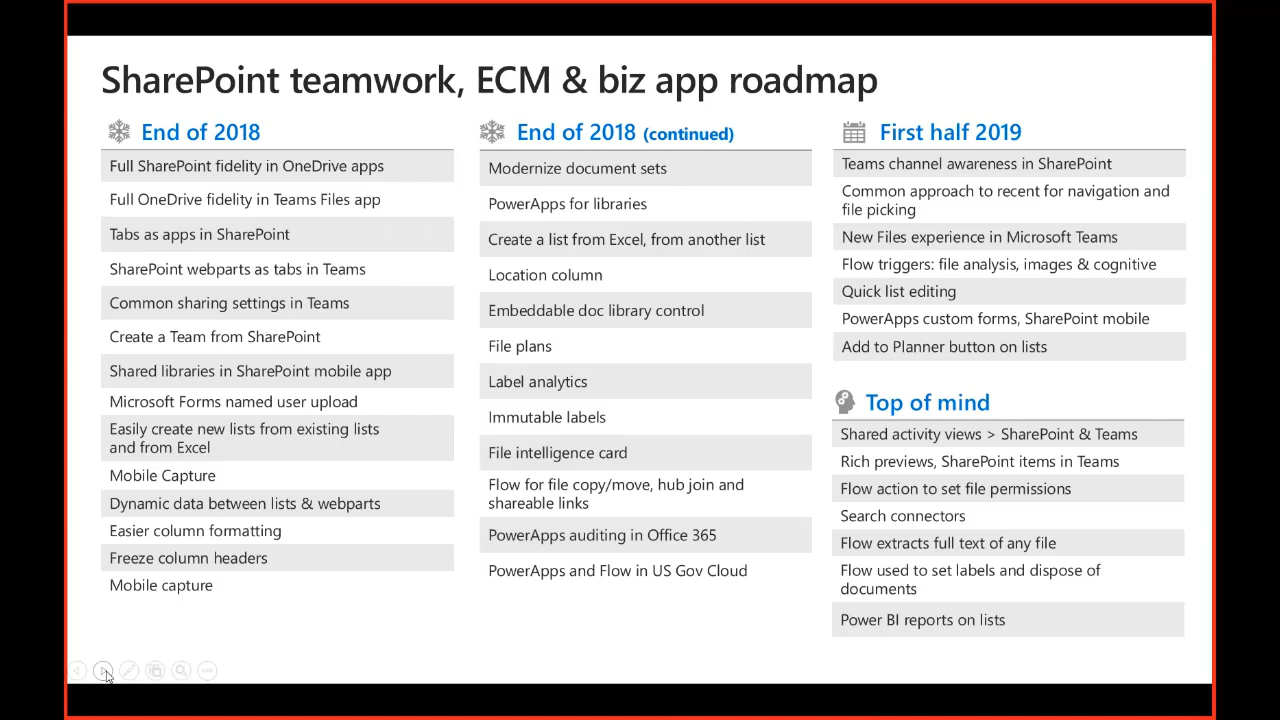 SharePoint teamwork, ECM & biz app roadmap
End of 2018
Full SharePoint fidelity in OneDrive apps
Full OneDrive fidelity in Teams Files app
Tabs as apps in SharePoint
SharePoint webparts as tabs in Teams
Common sharing settings in Teams
Create a Team from SharePoint
Shared libraries in SharePoint mobile app
Microsoft Forms named user upload
Easily create new lists from existing lists
and from Excel
Mobile Capture
Dynamic data between lists & webparts
Easier column formatting
Freeze column headers
Mobile capture
End of 2018 (continued)
Modernize document sets
PowerApps for libraries
Create a list from Excel, from another list
Location column
Embeddable doc library control
File plans
Label analytics
Immutable labels
File intelligence card
Flow for file copy/move, hub join and
shareable links
PowerApps auditing in Office 365
PowerApps and Flow in US Gov Cloud
First half 2019
Teams channel awareness in SharePoint
Common approach to recent for navigation and
file picking
New Files experience in Microsoft Teams
Flow triggers: file analysis, images & cognitive
Quick list editing
PowerApps custom forms, SharePoint mobile
Add to Planner button on lists
Top of mind
Shared activity views > SharePoint & Teams
Rich previews, SharePoint items in Teams
Flow action to set file permissions
Search connectors
Flow extracts full text of any file
Flow used to set labels and dispose of
documents
Power BI reports on lists